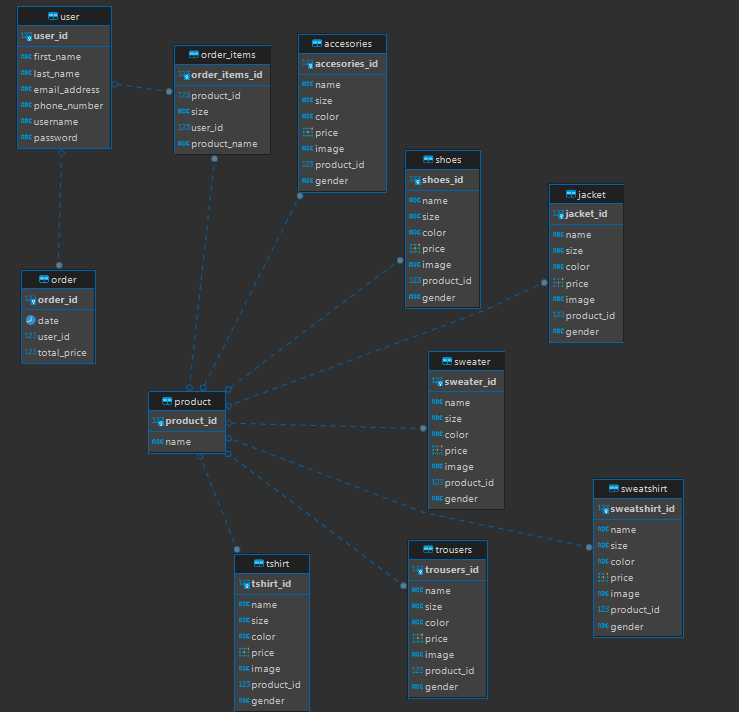 user
user_id
first_name
last_name
email_address
phone_number
username
password
order_items
order_items_id
product_id
size
user_id
product_name
accesories
accesories_id
name
size
color
price
image
product_id
gender
shoes
shoes_id
name
size
color
price
image
product_id
gender
jacket
jacket_id
name
size
color
price
image
product_id
gender
order
order_id
date
user_id
total_price
product
product_id
name
sweater
sweater_id
name
size
color
price
image
product_id
gender
sweatshirt
sweatshirt_id
name
size
color
price
image
product_id
gender
tshirt
tshirt_id
name
size
color
price
image
product_id
gender
trousers
trousers_id
name
size
color
price
image
product_id
gender